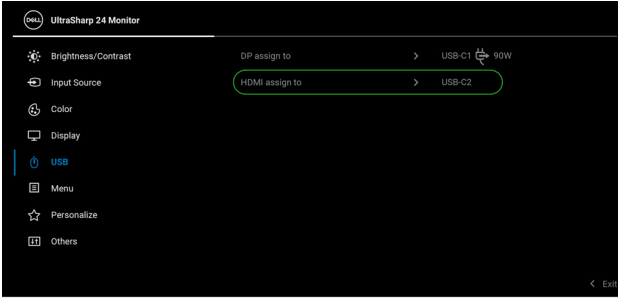 DELL
UltraSharp 24 Monitor
Brightness/Contrast
DP assign to > USB-C1 90W
Input Source
HDMI assign to > USB-C2
Color
Display
USB
Menu
Personalize
Others
< Exit